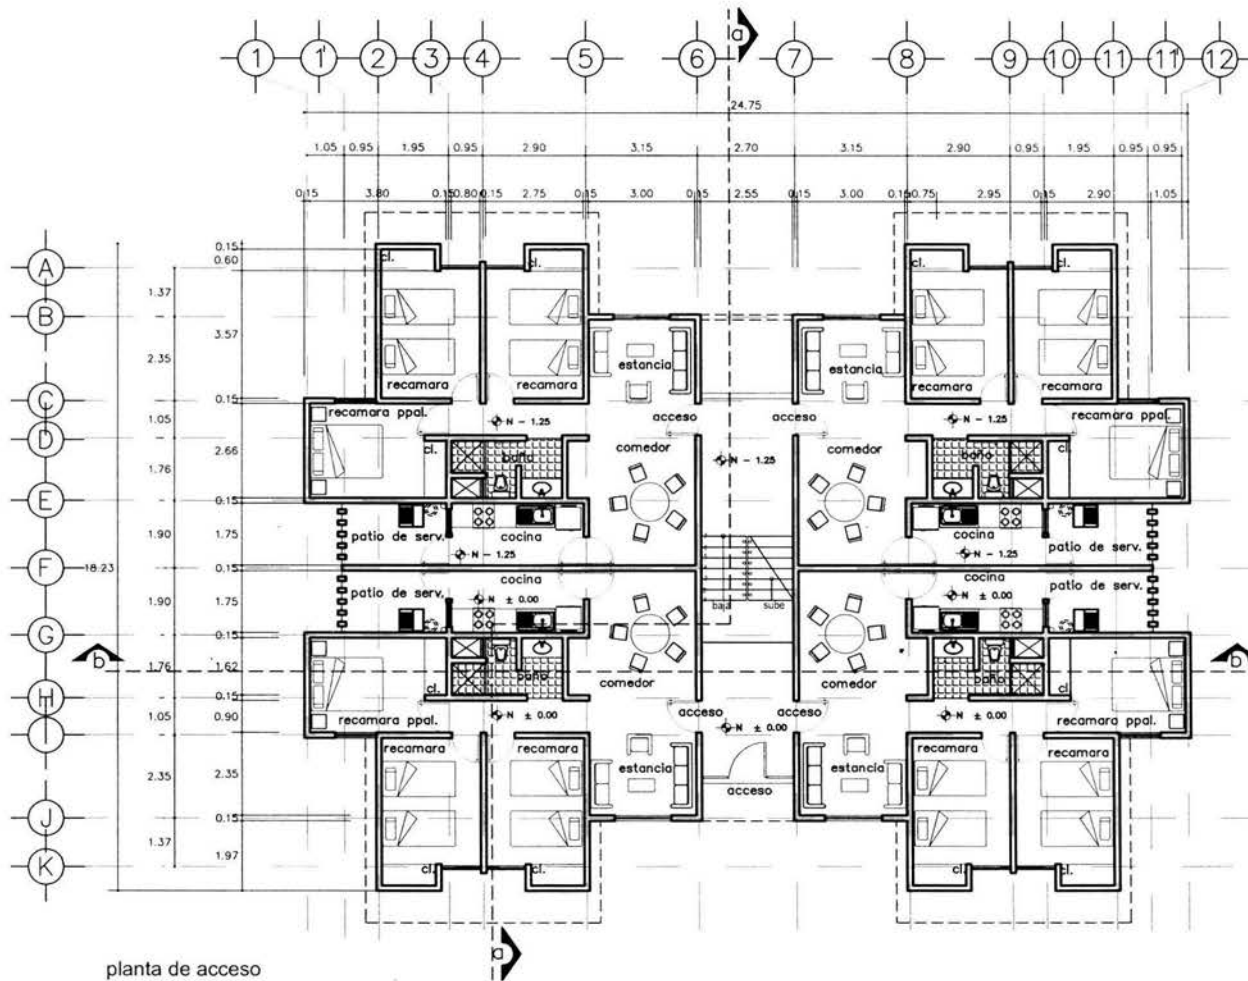 a
1 1' 2 3 4 5 6 7 8 9 10 11 11' 12
24.75
1.05 0.95 1.95 0.95 2.90 3.15 2.70 3.15 2.90 0.95 1.95 0.95 0.95
0.15 3.80 0.15 0.80 0.15 2.75 0.15 3.00 0.15 2.55 0.15 3.00 0.15 0.75 2.95 0.15 2.90 1.05
A
B
C
D
E
F
G
H
I
J
K
18.23
1.37
2.35
1.05
1.76
1.90
1.90
1.76
1.05
2.35
1.37
0.15
0.60
3.57
0.15
2.66
0.15
1.75
0.15
1.75
0.15
1.62
0.15
0.90
2.35
0.15
1.97
cl. cl. cl. cl.
estancia estancia
recamara recamara recamara recamara
recamara ppal. acceso acceso recamara ppal.
N - 1.25 N - 1.25
comedor comedor
cl. baño N - 1.25 baño cl.
patio de serv. cocina cocina patio de serv.
N - 1.25 N - 1.25
cocina cocina
patio de serv. N ± 0.00 N ± 0.00 patio de serv.
baja sube
b b
cl. baño comedor comedor baño cl.
recamara ppal. N ± 0.00 acceso acceso N ± 0.00 recamara ppal.
N ± 0.00
recamara recamara recamara recamara
estancia estancia
acceso
cl. cl. cl. cl.
a
planta de acceso